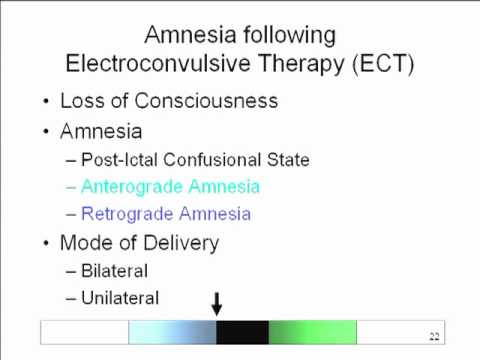 Amnesia following
Electroconvulsive Therapy (ECT)
• Loss of Consciousness
• Amnesia
– Post-Ictal Confusional State
– Anterograde Amnesia
– Retrograde Amnesia
• Mode of Delivery
– Bilateral
– Unilateral
22